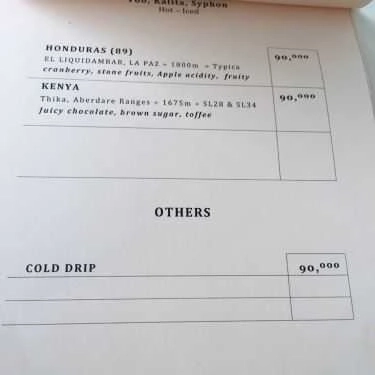 V60, Kalita, Syphon
Hot – Iced
HONDURAS (89)
90,000
EL LIQUIDAMBAR, LA PAZ ~ 1800m ~ Typica
cranberry, stone fruits, Apple acidity, fruity
KENYA
90,000
Thika, Aberdare Ranges ~ 1675m ~ SL28 & SL34
Juicy chocolate, brown sugar, toffee
OTHERS
COLD DRIP
90,000